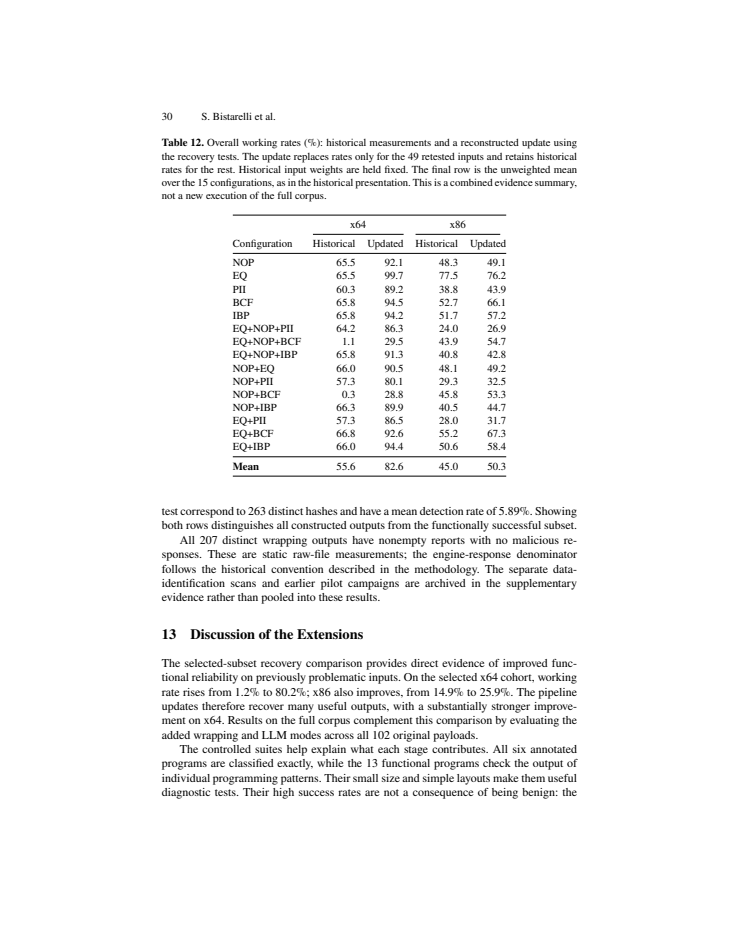 30 S. Bistarelli et al.
Table 12. Overall working rates (%): historical measurements and a reconstructed update using
the recovery tests. The update replaces rates only for the 49 retested inputs and retains historical
rates for the rest. Historical input weights are held fixed. The final row is the unweighted mean
over the 15 configurations, as in the historical presentation. This is a combined evidence summary,
not a new execution of the full corpus.
x64 x86
Configuration Historical Updated Historical Updated
NOP 65.5 92.1 48.3 49.1
EQ 65.5 99.7 77.5 76.2
PII 60.3 89.2 38.8 43.9
BCF 65.8 94.5 52.7 66.1
IBP 65.8 94.2 51.7 57.2
EQ+NOP+PII 64.2 86.3 24.0 26.9
EQ+NOP+BCF 1.1 29.5 43.9 54.7
EQ+NOP+IBP 65.8 91.3 40.8 42.8
NOP+EQ 66.0 90.5 48.1 49.2
NOP+PII 57.3 80.1 29.3 32.5
NOP+BCF 0.3 28.8 45.8 53.3
NOP+IBP 66.3 89.9 40.5 44.7
EQ+PII 57.3 86.5 28.0 31.7
EQ+BCF 66.8 92.6 55.2 67.3
EQ+IBP 66.0 94.4 50.6 58.4
Mean 55.6 82.6 45.0 50.3
test correspond to 263 distinct hashes and have a mean detection rate of 5.89%. Showing
both rows distinguishes all constructed outputs from the functionally successful subset.
All 207 distinct wrapping outputs have nonempty reports with no malicious re-
sponses. These are static raw-file measurements; the engine-response denominator
follows the historical convention described in the methodology. The separate data-
identification scans and earlier pilot campaigns are archived in the supplementary
evidence rather than pooled into these results.
13 Discussion of the Extensions
The selected-subset recovery comparison provides direct evidence of improved func-
tional reliability on previously problematic inputs. On the selected x64 cohort, working
rate rises from 1.2% to 80.2%; x86 also improves, from 14.9% to 25.9%. The pipeline
updates therefore recover many useful outputs, with a substantially stronger improve-
ment on x64. Results on the full corpus complement this comparison by evaluating the
added wrapping and LLM modes across all 102 original payloads.
The controlled suites help explain what each stage contributes. All six annotated
programs are classified exactly, while the 13 functional programs check the output of
individual programming patterns. Their small size and simple layouts make them useful
diagnostic tests. Their high success rates are not a consequence of being benign: the